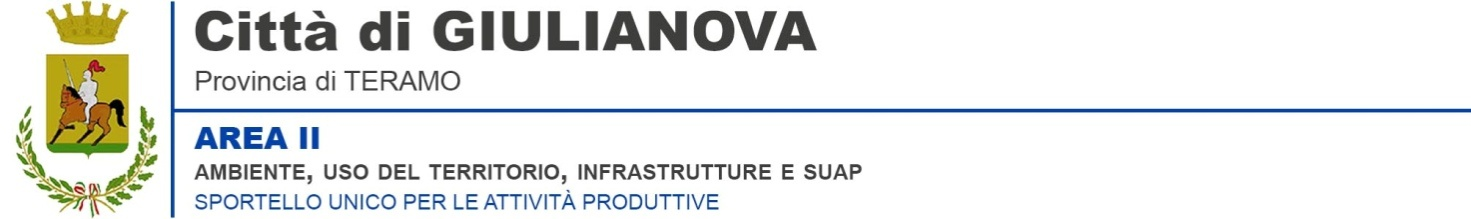 Città di GIULIANOVA
Provincia di TERAMO
AREA II
AMBIENTE, USO DEL TERRITORIO, INFRASTRUTTURE E SUAP
SPORTELLO UNICO PER LE ATTIVITÀ PRODUTTIVE